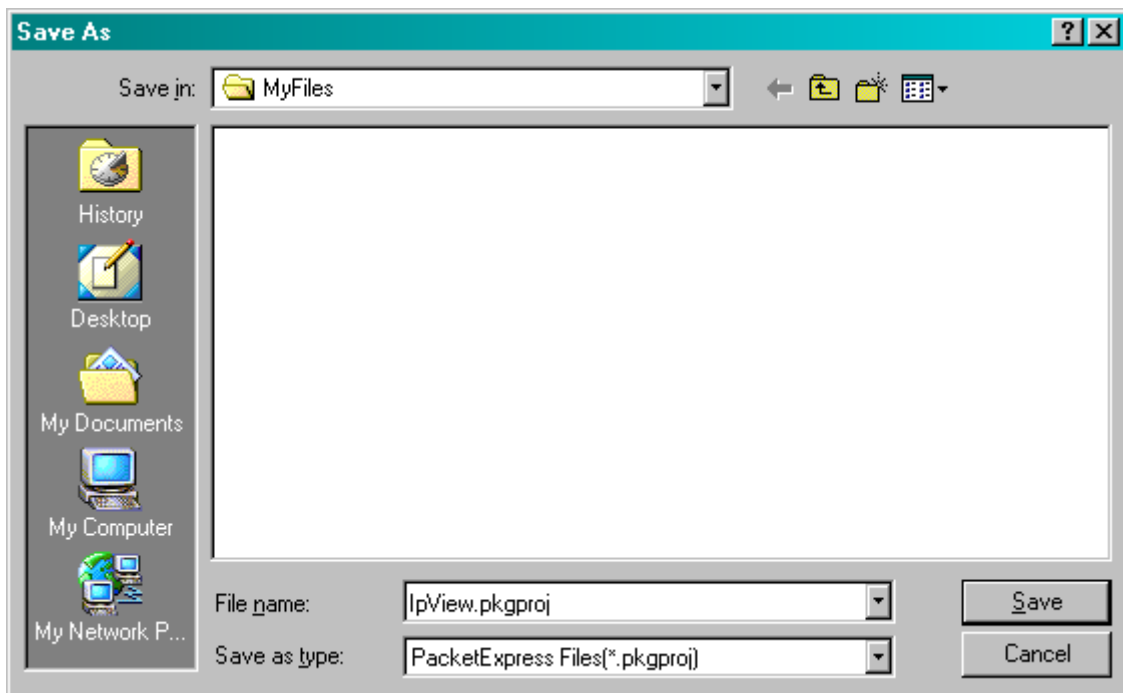 Save As
Save in: MyFiles
History
Desktop
My Documents
My Computer
My Network P...
File name: IpView.pkgproj
Save
Save as type: PacketExpress Files(*.pkgproj)
Cancel